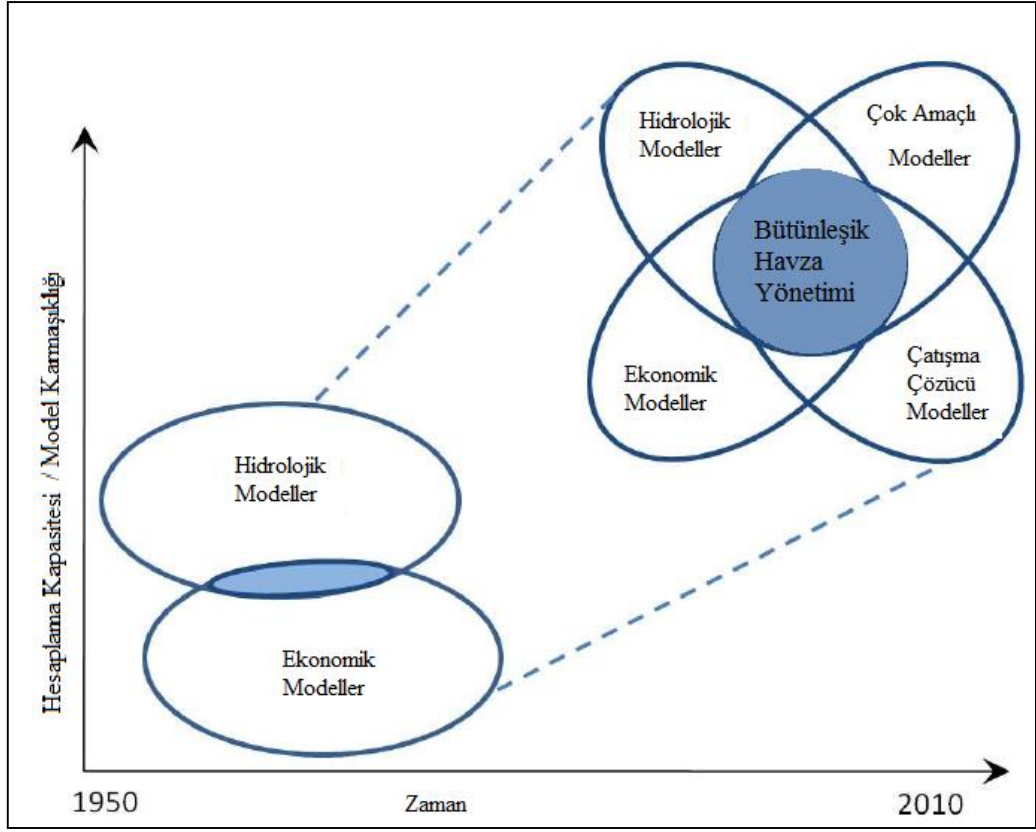 Hidrolojik
Modeller
Çok Amaçlı
Modeller
Bütünleşik
Havza
Yönetimi
Ekonomik
Modeller
Çatışma
Çözücü
Modeller
Hesaplama Kapasitesi / Model Karmaşıklığı
Hidrolojik
Modeller
Ekonomik
Modeller
1950
Zaman
2010